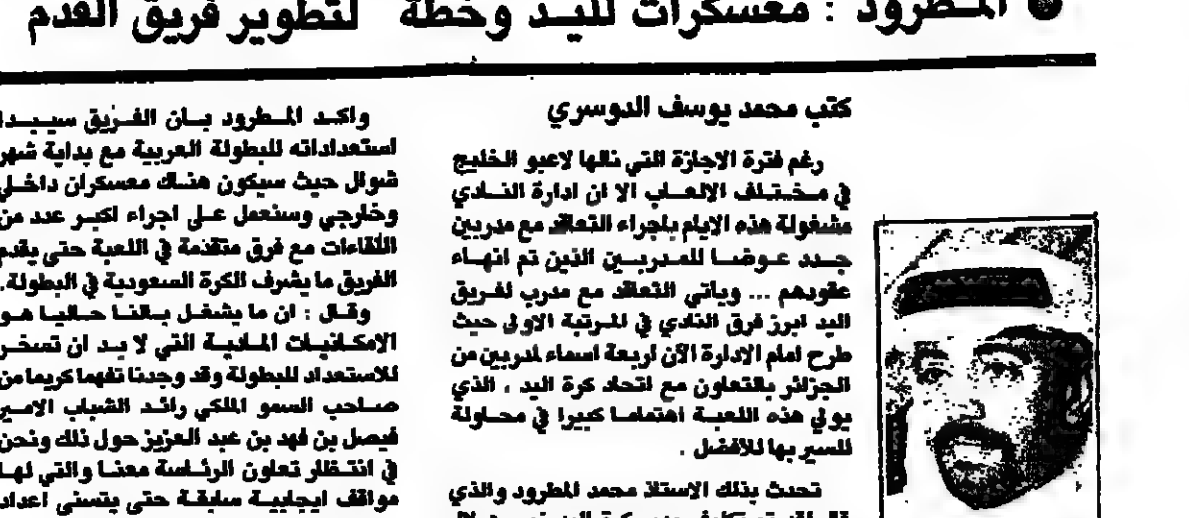 المطرود : معسكرات لليد وخطة لتطوير فريق القدم
كتب محمد يوسف الدوسري
رغم فترة الاجازة التي نالها لاعبو الخليج
في مختلف الالعاب الا ان ادارة النادي
مشغولة هذه الايام باجراء التعاقد مع مدربين
جدد عوضا للمدربين الذين تم انهاء
عقودهم ... وياتي التعاقد مع مدرب لفريق
اليد ابرز فرق النادي في المرتبة الاولى حيث
طرح امام الادارة الآن اربعة اسماء لمدربين من
الجزائر بالتعاون مع اتحاد كرة اليد ، الذي
يولي هذه اللعبة اهتماما كبيرا في محاولة
للسير بها للافضل .
تحدث بذلك الاستاذ محمد المطرود والذي
واكد المطرود بان الفريق سيبدا
استعداداته للبطولة العربية مع بداية شهر
شوال حيث سيكون هناك معسكران داخلي
وخارجي وسنعمل على اجراء اكبر عدد من
اللقاءات مع فرق متقدمة في اللعبة حتى يقدم
الفريق ما يشرف الكرة السعودية في البطولة.
وقال : ان ما يشغل بالنا حاليا هو
الامكانيات المادية التي لا بد ان تسخر
للاستعداد للبطولة وقد وجدنا تفهما كريما من
صاحب السمو الملكي رائد الشباب الامير
فيصل بن فهد بن عبد العزيز حول ذلك ونحن
في انتظار تعاون الرئاسة معنا والتي لها
مواقف ايجابية سابقة حتى يتسنى اعداد